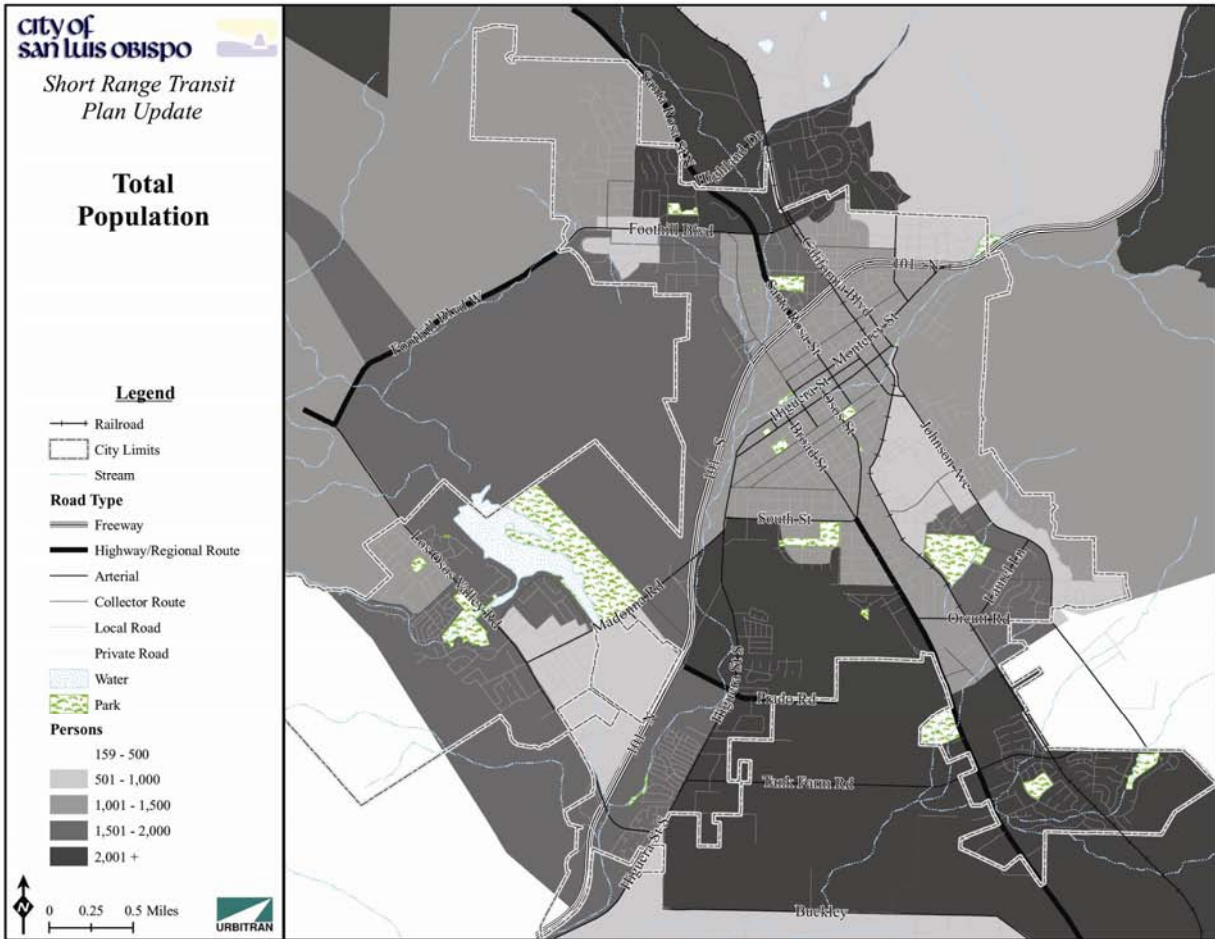 city of
san luis obispo
Short Range Transit
Plan Update
Total
Population
Legend
Railroad
City Limits
Stream
Road Type
Freeway
Highway/Regional Route
Arterial
Collector Route
Local Road
Private Road
Water
Park
Persons
159 - 500
501 - 1,000
1,001 - 1,500
1,501 - 2,000
2,001 +
N
0 0.25 0.5 Miles
URBITRAN
Santa Rosa St N
Highland Dr
Foothill Blvd
California Blvd
101 - N
Foothill Blvd W
Santa Rosa St
Monterey St
Higuera St
Osos St
Broad St
101 - S
Johnson Ave
South St
Los Osos Valley Rd
Madonna Rd
Laurel Ln
Orcutt Rd
Higuera St S
Prado Rd
101 - N
Tank Farm Rd
Higuera St S
Buckley